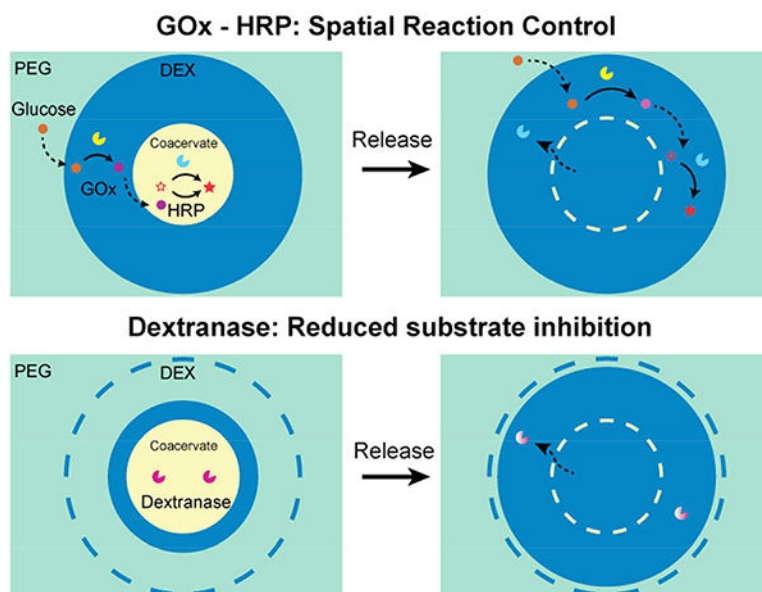 GOx - HRP: Spatial Reaction Control
PEG
DEX
Glucose
Coacervate
GOx
HRP
Release
Dextranase: Reduced substrate inhibition
PEG
DEX
Coacervate
Dextranase
Release